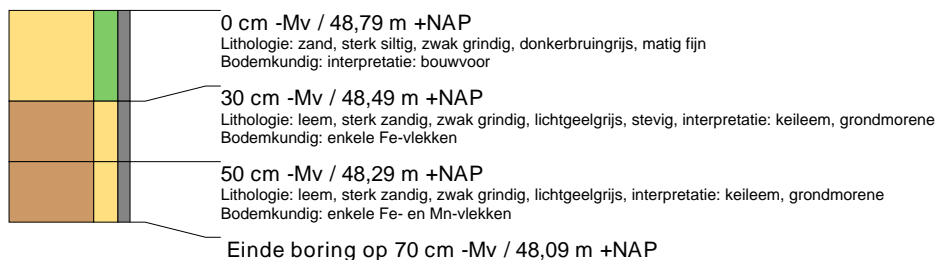 0 cm -Mv / 48,79 m +NAP
Lithologie: zand, sterk siltig, zwak grindig, donkerbruingrijs, matig fijn
Bodemkundig: interpretatie: bouwvoor
30 cm -Mv / 48,49 m +NAP
Lithologie: leem, sterk zandig, zwak grindig, lichtgeelgrijs, stevig, interpretatie: keileem, grondmorene
Bodemkundig: enkele Fe-vlekken
50 cm -Mv / 48,29 m +NAP
Lithologie: leem, sterk zandig, zwak grindig, lichtgeelgrijs, interpretatie: keileem, grondmorene
Bodemkundig: enkele Fe- en Mn-vlekken
Einde boring op 70 cm -Mv / 48,09 m +NAP